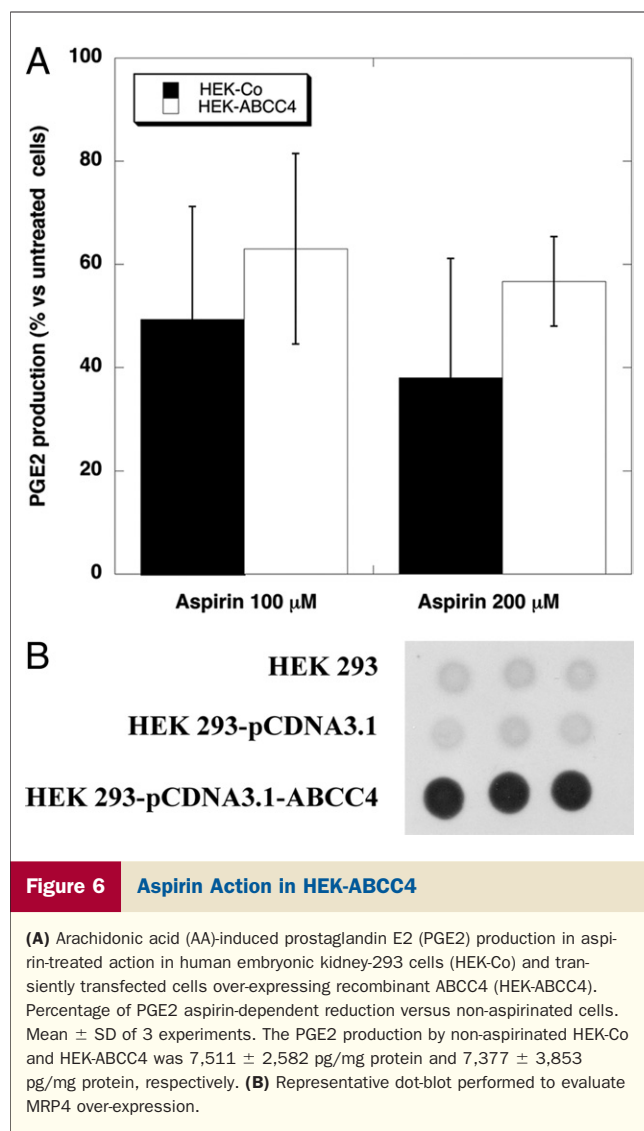 A
HEK-Co
HEK-ABCC4
PGE2 production (% vs untreated cells)
100
80
60
40
20
0
Aspirin 100 μM
Aspirin 200 μM
B
HEK 293
HEK 293-pCDNA3.1
HEK 293-pCDNA3.1-ABCC4
Figure 6
Aspirin Action in HEK-ABCC4
(A) Arachidonic acid (AA)-induced prostaglandin E2 (PGE2) production in aspi-
rin-treated action in human embryonic kidney-293 cells (HEK-Co) and tran-
siently transfected cells over-expressing recombinant ABCC4 (HEK-ABCC4).
Percentage of PGE2 aspirin-dependent reduction versus non-aspirinated cells.
Mean ± SD of 3 experiments. The PGE2 production by non-aspirinated HEK-Co
and HEK-ABCC4 was 7,511 ± 2,582 pg/mg protein and 7,377 ± 3,853
pg/mg protein, respectively. (B) Representative dot-blot performed to evaluate
MRP4 over-expression.